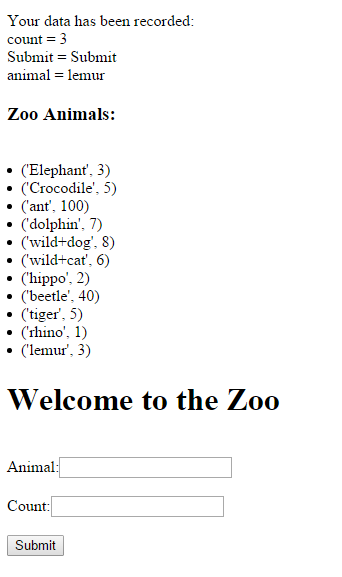 Your data has been recorded:
count = 3
Submit = Submit
animal = lemur
Zoo Animals:
• ('Elephant', 3)
• ('Crocodile', 5)
• ('ant', 100)
• ('dolphin', 7)
• ('wild+dog', 8)
• ('wild+cat', 6)
• ('hippo', 2)
• ('beetle', 40)
• ('tiger', 5)
• ('rhino', 1)
• ('lemur', 3)
Welcome to the Zoo
Animal:
Count:
Submit